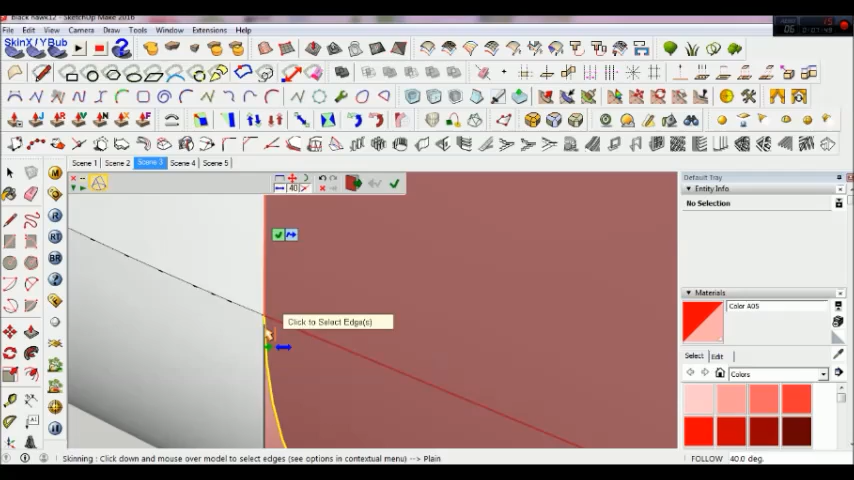 Black hawk12 - SketchUp Make 2016
File Edit View Camera Draw Tools Window Extensions Help
SkinX / YBub
Scene 1 Scene 2 Scene 3 Scene 4 Scene 5
Default Tray
Entity Info
No Selection
40
Click to Select Edge(s)
Materials
Color A05
Select Edit
Colors
Skinning : Click down and mouse over model to select edges (see options in contextual menu) --> Plain
FOLLOW 40.0 deg.